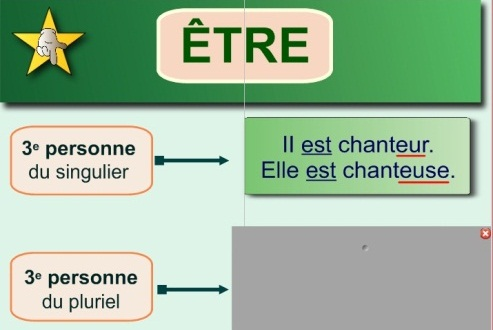 ÊTRE
3e personne
du singulier
Il est chanteur.
Elle est chanteuse.
3e personne
du pluriel